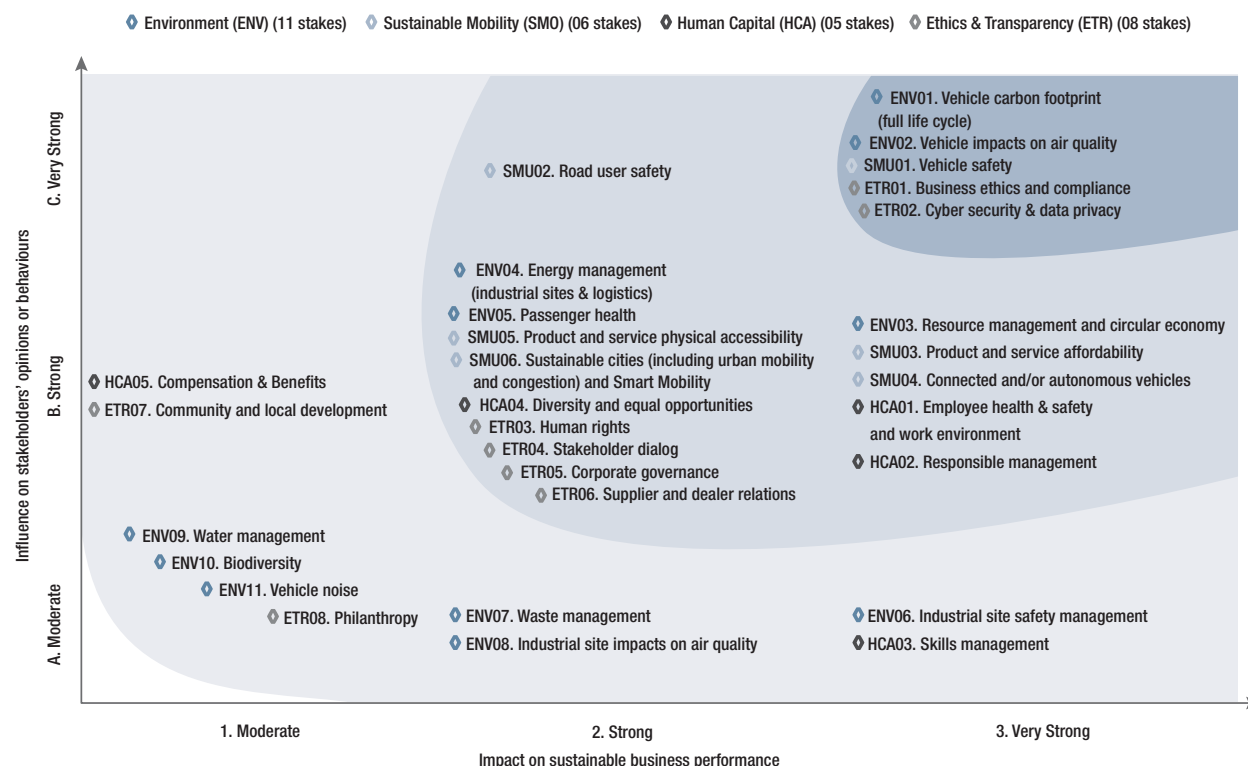 Environment (ENV) (11 stakes)
Sustainable Mobility (SMO) (06 stakes)
Human Capital (HCA) (05 stakes)
Ethics & Transparency (ETR) (08 stakes)
Influence on stakeholders' opinions or behaviours
C. Very Strong
B. Strong
A. Moderate
ENV01. Vehicle carbon footprint
(full life cycle)
ENV02. Vehicle impacts on air quality
SMU01. Vehicle safety
ETR01. Business ethics and compliance
ETR02. Cyber security & data privacy
SMU02. Road user safety
ENV04. Energy management
(industrial sites & logistics)
ENV05. Passenger health
SMU05. Product and service physical accessibility
SMU06. Sustainable cities (including urban mobility
and congestion) and Smart Mobility
HCA04. Diversity and equal opportunities
ETR03. Human rights
ETR04. Stakeholder dialog
ETR05. Corporate governance
ETR06. Supplier and dealer relations
ENV03. Resource management and circular economy
SMU03. Product and service affordability
SMU04. Connected and/or autonomous vehicles
HCA01. Employee health & safety
and work environment
HCA02. Responsible management
HCA05. Compensation & Benefits
ETR07. Community and local development
ENV09. Water management
ENV10. Biodiversity
ENV11. Vehicle noise
ETR08. Philanthropy
ENV07. Waste management
ENV08. Industrial site impacts on air quality
ENV06. Industrial site safety management
HCA03. Skills management
1. Moderate
2. Strong
3. Very Strong
Impact on sustainable business performance